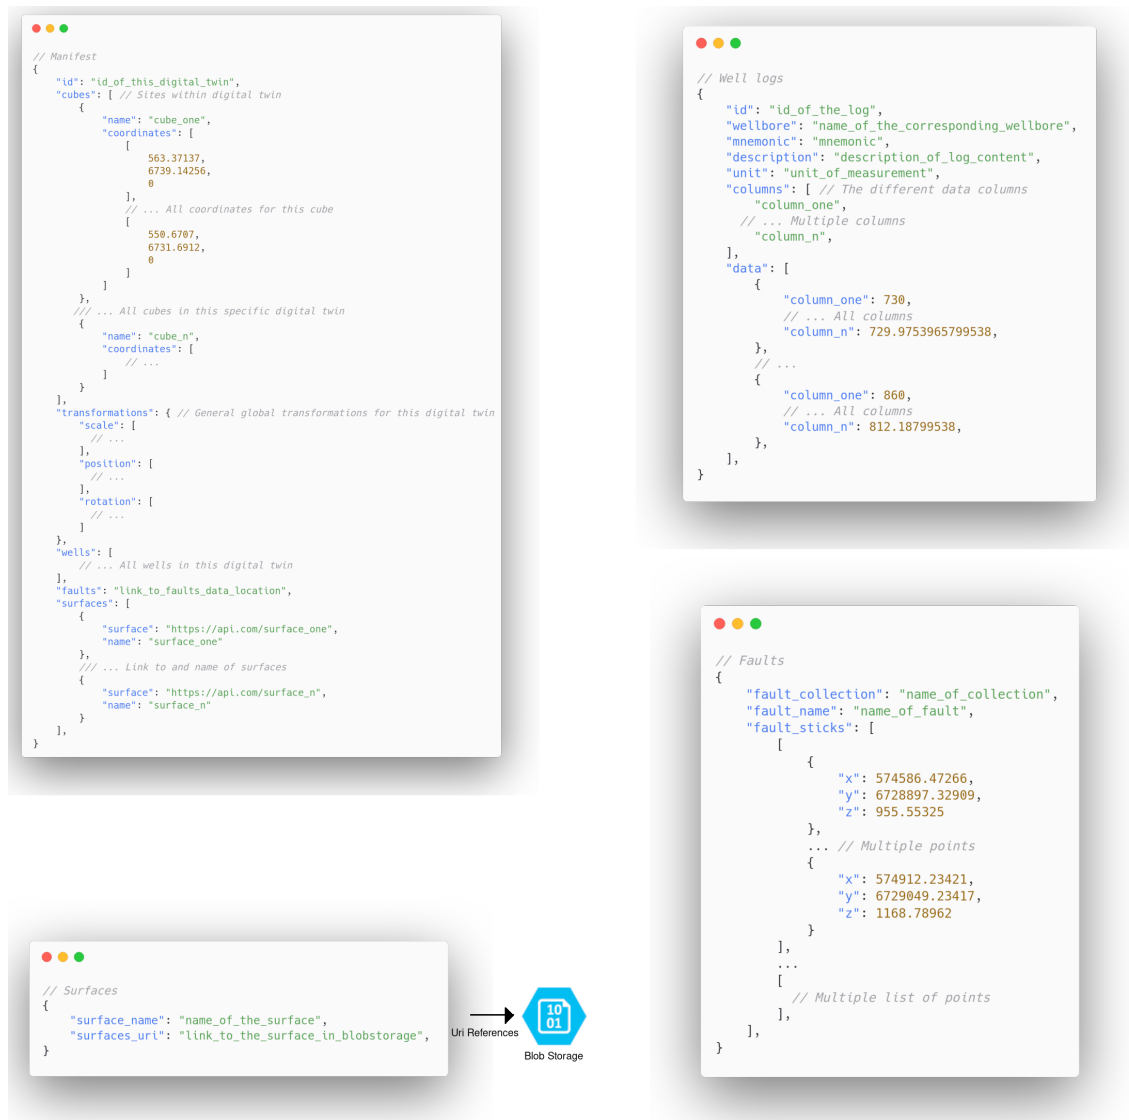 // Manifest
{
"id": "id_of_this_digital_twin",
"cubes": [ // Sites within digital twin
{
"name": "cube_one",
"coordinates": [
[
563.37137,
6739.14256,
0
],
// ... All coordinates for this cube
[
550.6707,
6731.6912,
0
]
]
},
/// ... All cubes in this specific digital twin
{
"name": "cube_n",
"coordinates": [
// ...
]
}
],
"transformations": { // General global transformations for this digital twin
"scale": [
// ...
],
"position": [
// ...
],
"rotation": [
// ...
]
},
"wells": [
// ... All wells in this digital twin
],
"faults": "link_to_faults_data_location",
"surfaces": [
{
"surface": "https://api.com/surface_one",
"name": "surface_one"
},
/// ... Link to and name of surfaces
{
"surface": "https://api.com/surface_n",
"name": "surface_n"
}
],
}
// Well logs
{
"id": "id_of_the_log",
"wellbore": "name_of_the_corresponding_wellbore",
"mnemonic": "mnemonic",
"description": "description_of_log_content",
"unit": "unit_of_measurement",
"columns": [ // The different data columns
"column_one",
// ... Multiple columns
"column_n",
],
"data": [
{
"column_one": 730,
// ... All columns
"column_n": 729.9753965799538,
},
// ...
{
"column_one": 860,
// ... All columns
"column_n": 812.18799538,
},
],
}
// Faults
{
"fault_collection": "name_of_collection",
"fault_name": "name_of_fault",
"fault_sticks": [
[
{
"x": 574586.47266,
"y": 6728897.32909,
"z": 955.55325
},
... // Multiple points
{
"x": 574912.23421,
"y": 6729049.23417,
"z": 1168.78962
}
],
...
[
// Multiple list of points
],
],
}
// Surfaces
{
"surface_name": "name_of_the_surface",
"surfaces_uri": "link_to_the_surface_in_blobstorage",
}
Uri References
10
01
Blob Storage